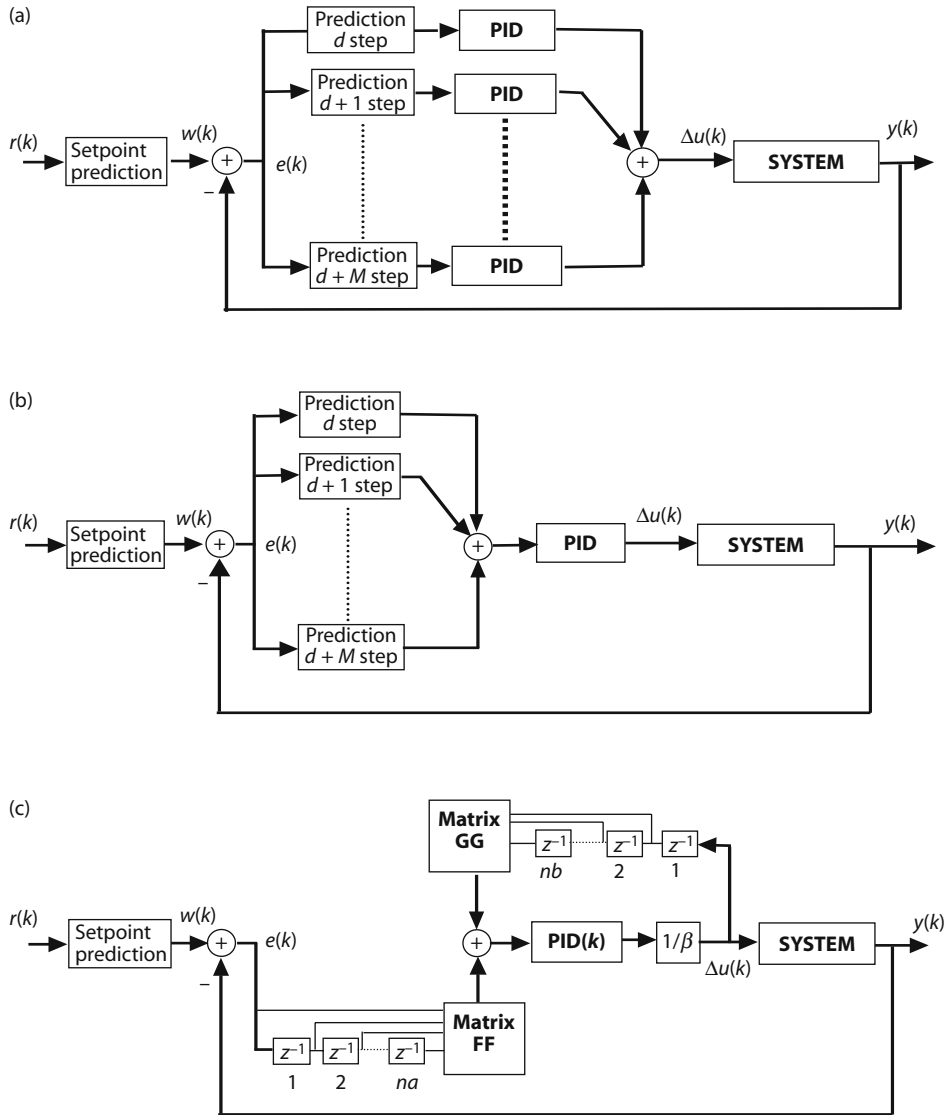 (a)
Prediction
d step
PID
Prediction
d + 1 step
PID
r(k)
Setpoint
prediction
w(k)
+
−
e(k)
+
Δu(k)
SYSTEM
y(k)
Prediction
d + M step
PID
(b)
Prediction
d step
Prediction
d + 1 step
r(k)
Setpoint
prediction
w(k)
+
−
e(k)
+
PID
Δu(k)
SYSTEM
y(k)
Prediction
d + M step
(c)
Matrix
GG
z⁻¹
z⁻¹
z⁻¹
nb
2
1
r(k)
Setpoint
prediction
w(k)
+
−
e(k)
+
PID(k)
1/β
Δu(k)
SYSTEM
y(k)
Matrix
FF
z⁻¹
z⁻¹
z⁻¹
1
2
na